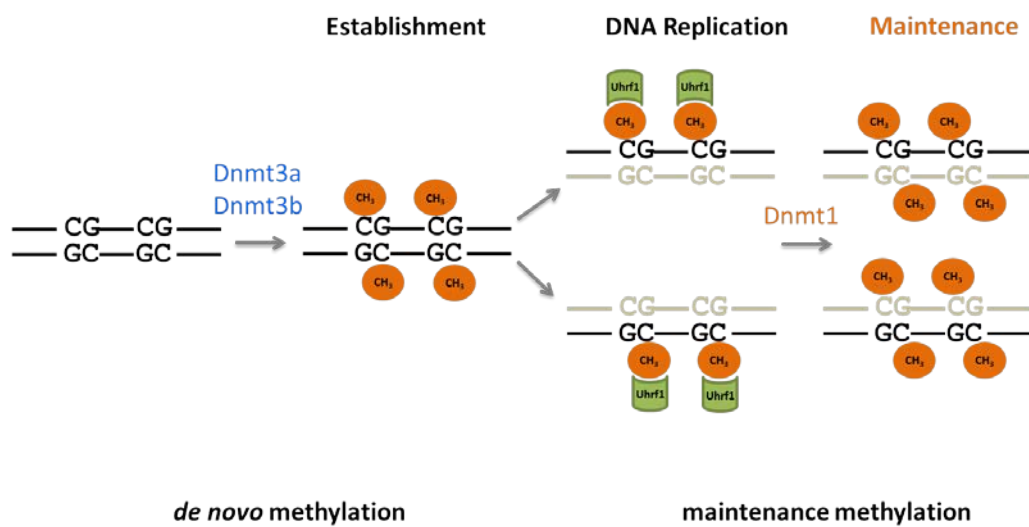 Establishment
DNA Replication
Maintenance
Uhrf1 Uhrf1
CH₃ CH₃
CG CG
GC GC
CH₃ CH₃
CG CG
GC GC
CH₃ CH₃
Dnmt3a
Dnmt3b
CG CG
GC GC
CH₃ CH₃
CG CG
GC GC
CH₃ CH₃
Dnmt1
CG CG
GC GC
CH₃ CH₃
Uhrf1 Uhrf1
CH₃ CH₃
CG CG
GC GC
CH₃ CH₃
de novo methylation
maintenance methylation